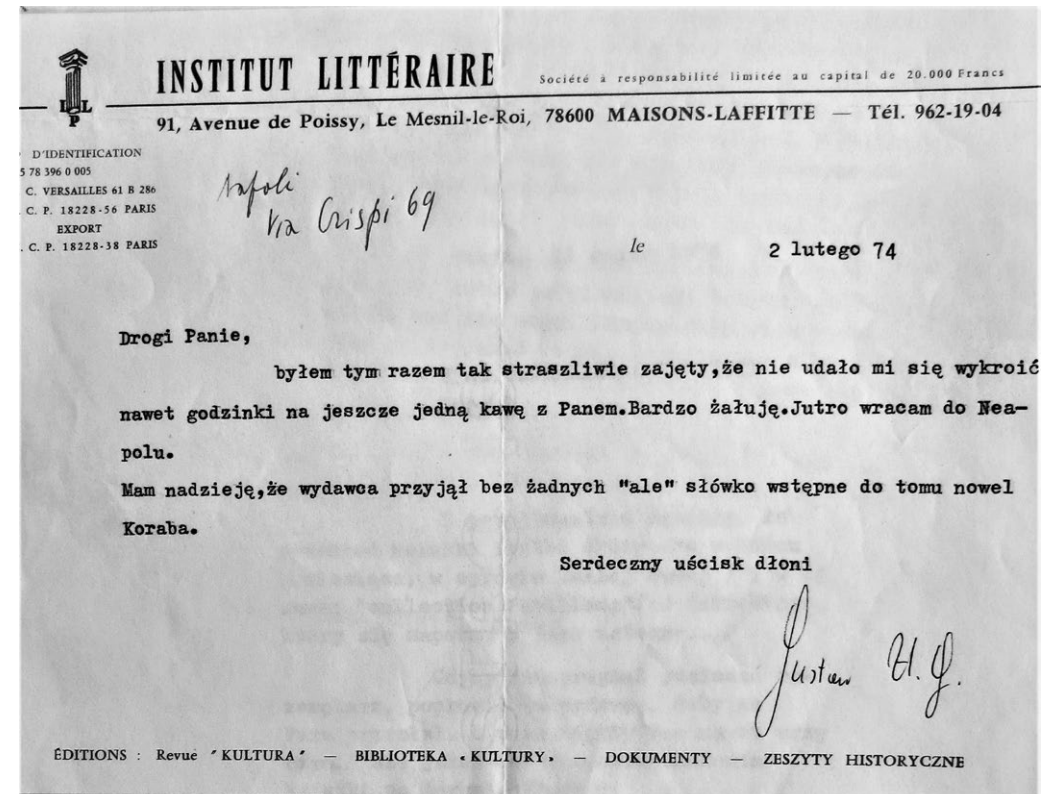 INSTITUT LITTÉRAIRE
Société à responsabilité limitée au capital de 20.000 Francs
I L
P
91, Avenue de Poissy, Le Mesnil-le-Roi, 78600 MAISONS-LAFFITTE — Tél. 962-19-04
D'IDENTIFICATION
5 78 396 0 005
C. VERSAILLES 61 B 286
. C. P. 18228-56 PARIS
EXPORT
. C. P. 18228-38 PARIS
Napoli
Via Crispi 69
le 2 lutego 74
Drogi Panie,
byłem tym razem tak straszliwie zajęty,że nie udało mi się wykroić
nawet godzinki na jeszcze jedną kawę z Panem.Bardzo żałuję.Jutro wracam do Nea-
polu.
Mam nadzieję,że wydawca przyjął bez żadnych "ale" słówko wstępne do tomu nowel
Koraba.
Serdeczny uścisk dłoni
Gustaw H. G.
ÉDITIONS : Revue "KULTURA" — BIBLIOTEKA «KULTURY» — DOKUMENTY — ZESZYTY HISTORYCZNE